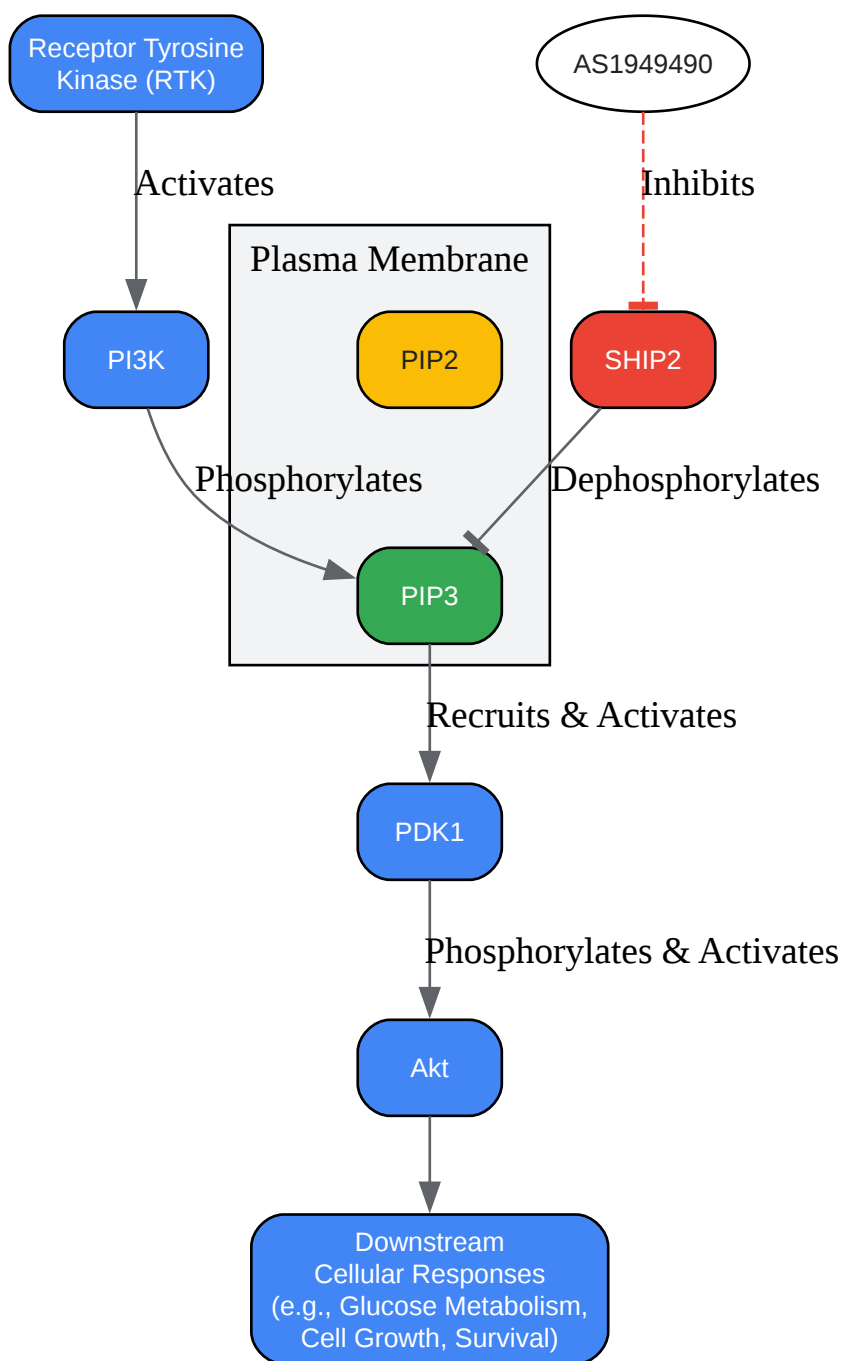 Receptor Tyrosine
Kinase (RTK)
AS1949490
Activates
Inhibits
Plasma Membrane
PI3K
PIP2
SHIP2
Phosphorylates
Dephosphorylates
PIP3
Recruits & Activates
PDK1
Phosphorylates & Activates
Akt
Downstream
Cellular Responses
(e.g., Glucose Metabolism,
Cell Growth, Survival)